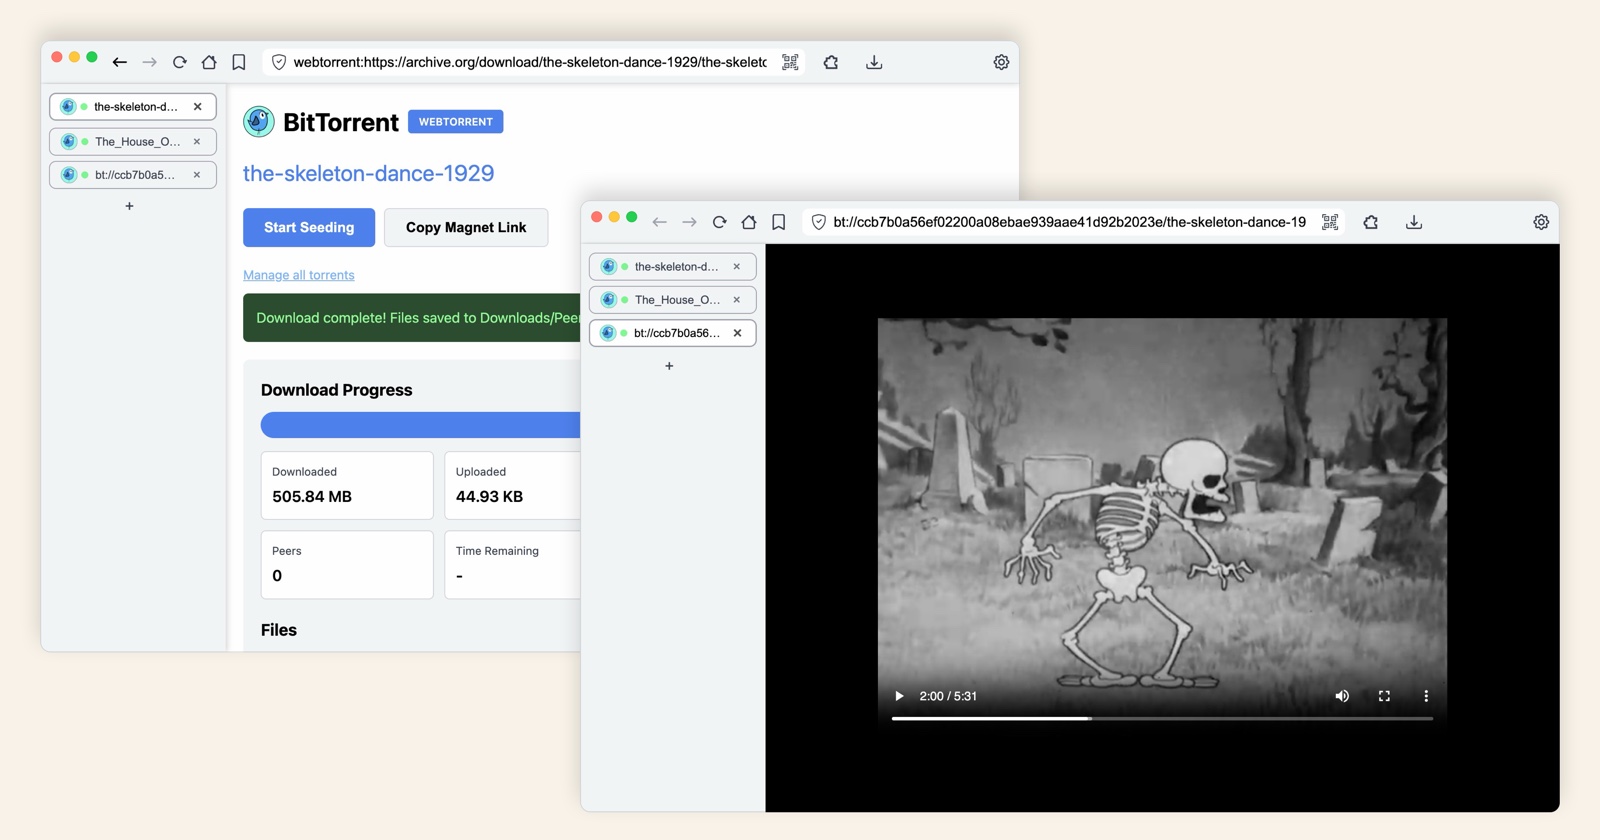 webtorrent:https://archive.org/download/the-skeleton-dance-1929/the-skeletc
the-skeleton-d...
The_House_O...
bt://ccb7b0a5...
+
BitTorrent
WEBTORRENT
the-skeleton-dance-1929
Start Seeding
Copy Magnet Link
Manage all torrents
Download complete! Files saved to Downloads/Peer
Download Progress
Downloaded
505.84 MB
Uploaded
44.93 KB
Peers
0
Time Remaining
-
Files
bt://ccb7b0a56ef02200a08ebae939aae41d92b2023e/the-skeleton-dance-19
the-skeleton-d...
The_House_O...
bt://ccb7b0a56...
+
2:00 / 5:31